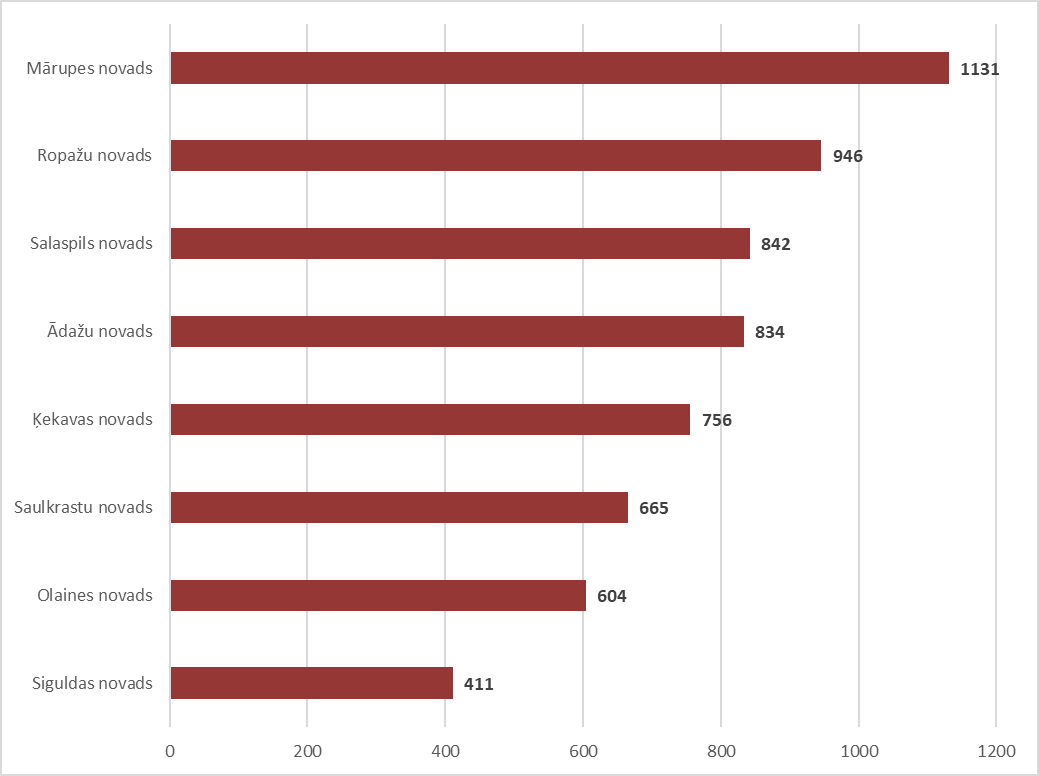 Mārupes novads 1131
Ropažu novads 946
Salaspils novads 842
Ādažu novads 834
Ķekavas novads 756
Saulkrastu novads 665
Olaines novads 604
Siguldas novads 411
0 200 400 600 800 1000 1200